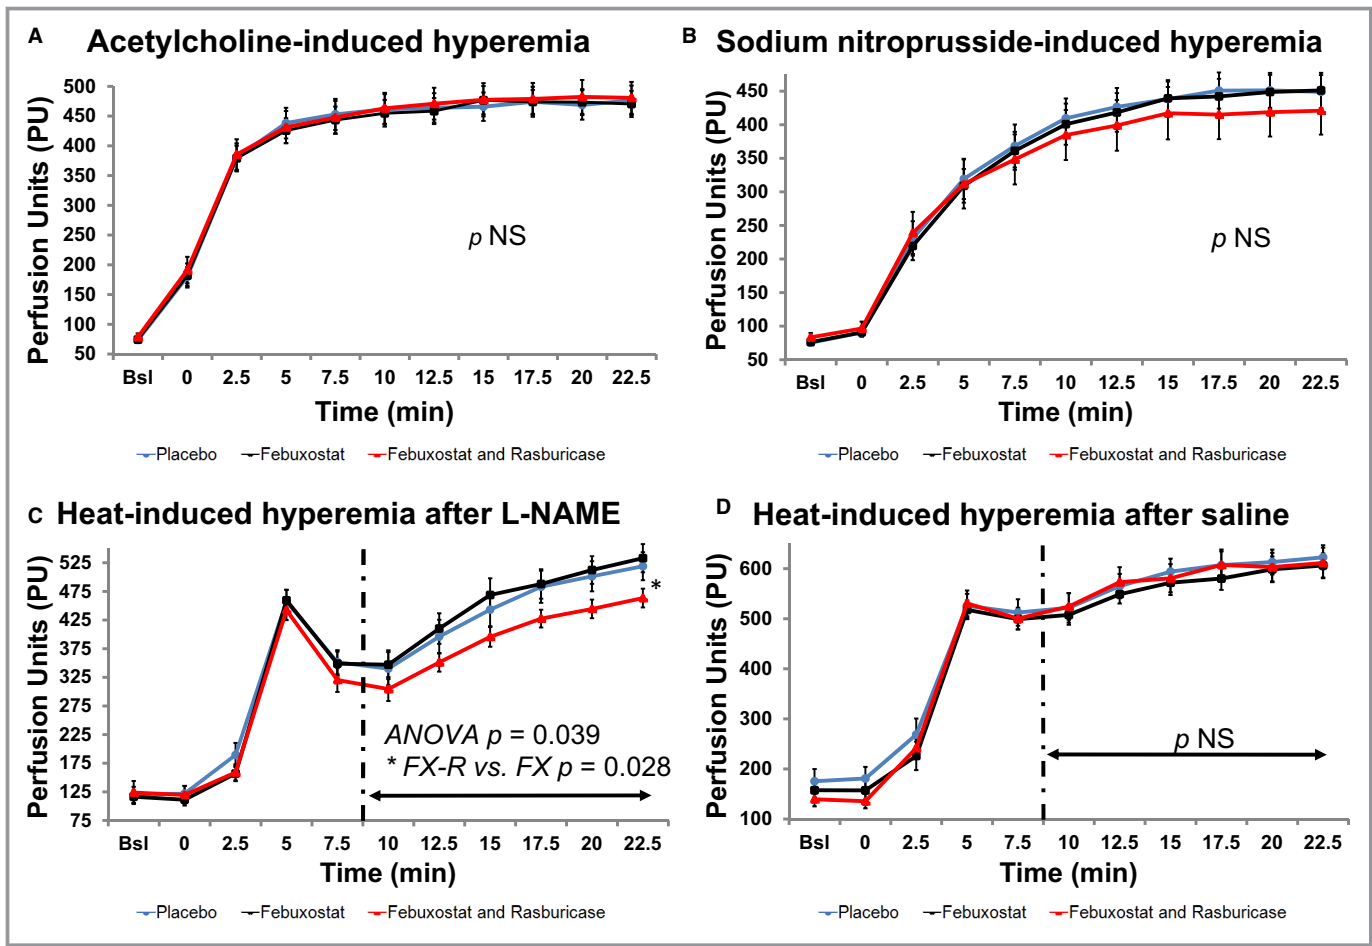 A Acetylcholine-induced hyperemia
Perfusion Units (PU)
500
450
400
350
300
250
200
150
100
50
p NS
Bsl 0 2.5 5 7.5 10 12.5 15 17.5 20 22.5
Time (min)
Placebo Febuxostat Febuxostat and Rasburicase
B Sodium nitroprusside-induced hyperemia
Perfusion Units (PU)
450
400
350
300
250
200
150
100
50
p NS
Bsl 0 2.5 5 7.5 10 12.5 15 17.5 20 22.5
Time (min)
Placebo Febuxostat Febuxostat and Rasburicase
C Heat-induced hyperemia after L-NAME
Perfusion Units (PU)
525
475
425
375
325
275
225
175
125
75
*
ANOVA p = 0.039
* FX-R vs. FX p = 0.028
Bsl 0 2.5 5 7.5 10 12.5 15 17.5 20 22.5
Time (min)
Placebo Febuxostat Febuxostat and Rasburicase
D Heat-induced hyperemia after saline
Perfusion Units (PU)
600
500
400
300
200
100
p NS
Bsl 0 2.5 5 7.5 10 12.5 15 17.5 20 22.5
Time (min)
Placebo Febuxostat Febuxostat and Rasburicase